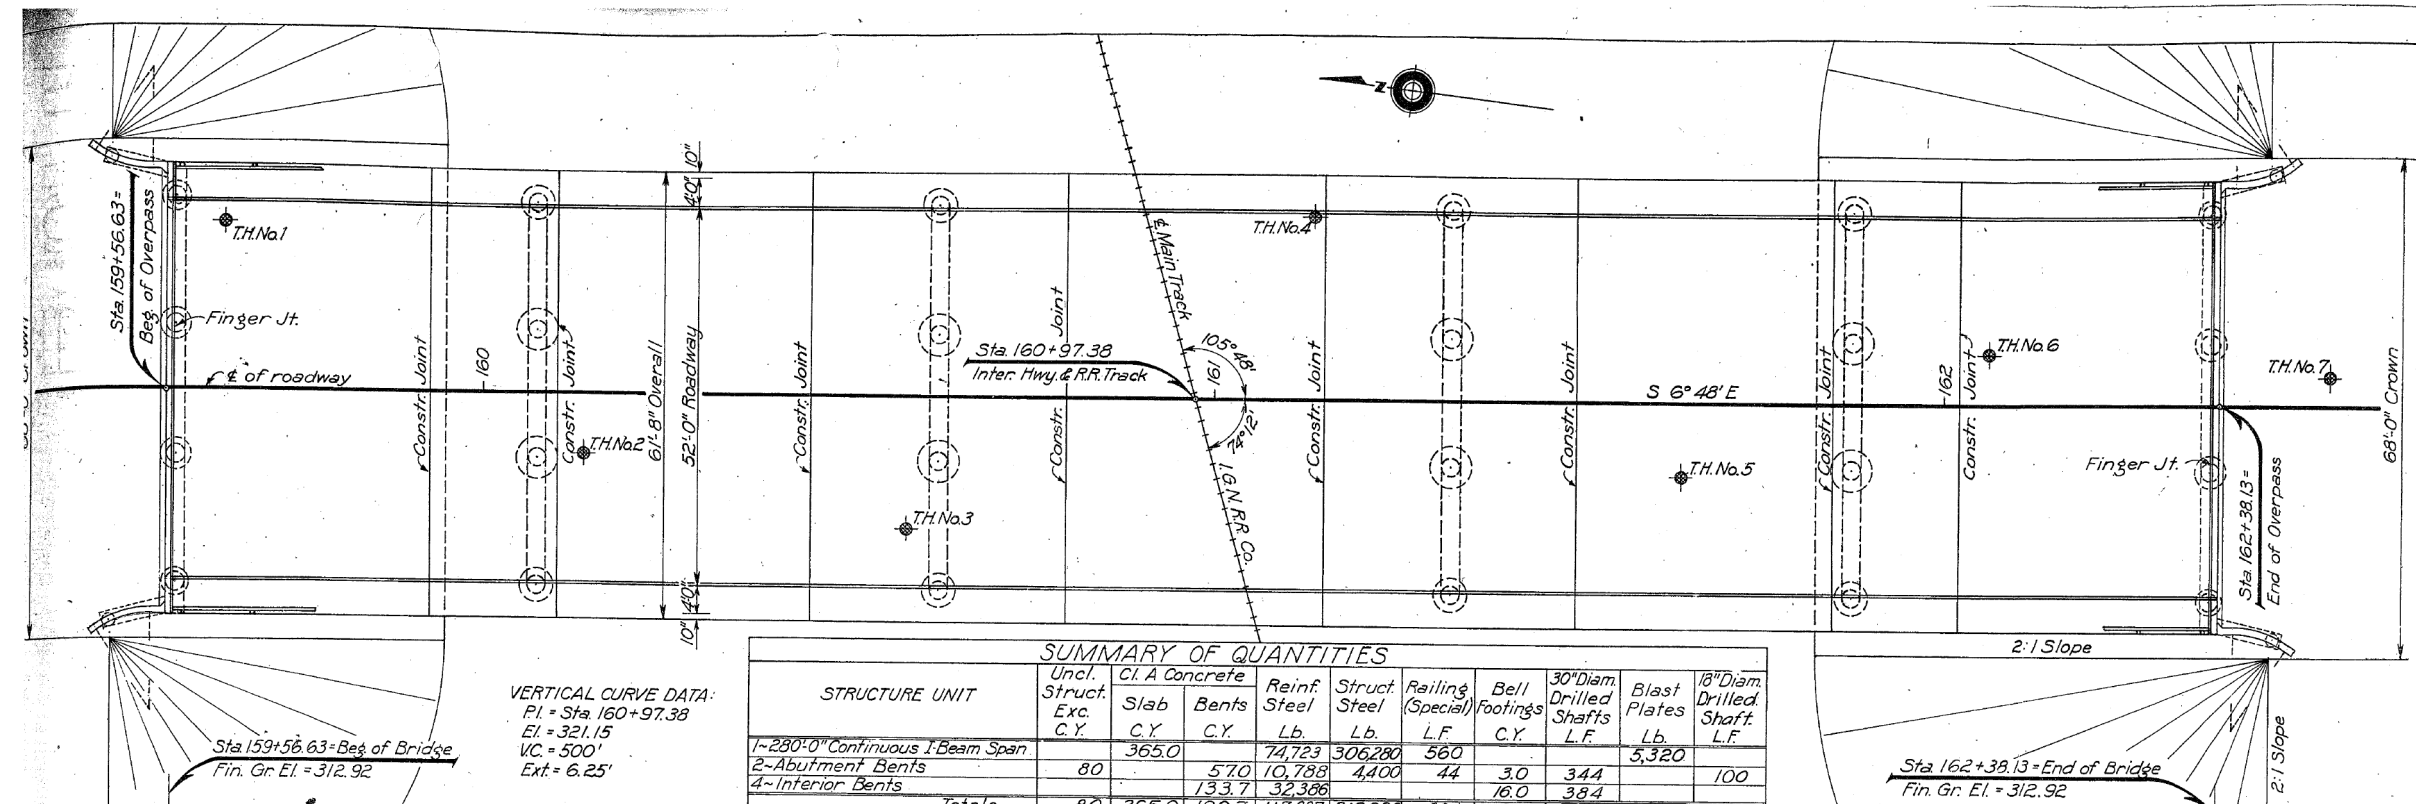 N
10"
4'-0"
Sta. 159+56.63=
Beg. of Overpass
T.H.No.1
T.H.No.4
₵ Main Track
Finger Jt.
Constr. Joint
160
Constr. Joint
61'-8" Overall
52'-0" Roadway
Constr. Joint
Sta. 160+97.38
Inter. Hwy. & R.R. Track
Constr. Joint
105° 48'
161
74° 12'
Constr. Joint
Constr. Joint
S 6° 48' E
Constr. Joint
162
Constr. Joint
T.H.No.6
T.H.No.7
68'-0" Crown
₵ of roadway
T.H.No.2
T.H.No.3
I.G.N. R.R. Co.
T.H.No.5
Finger Jt.
Sta. 162+38.13=
End of Overpass
4'-0"
10"
2:1 Slope
2:1 Slope
VERTICAL CURVE DATA:
P.I. = Sta. 160+97.38
El. = 321.15
V.C. = 500'
Ext. = 6.25'
Sta. 159+56.63=Beg. of Bridge
Fin. Gr. El. = 312.92
Sta. 162+38.13=End of Bridge
Fin. Gr. El. = 312.92
SUMMARY OF QUANTITIES
STRUCTURE UNIT Uncl. Struct. Exc. C.Y. Cl. A Concrete Slab C.Y. Bents C.Y. Reinf. Steel Lb. Struct. Steel Lb. Railing (Special) L.F. Bell Footings C.Y. 30" Diam. Drilled Shafts L.F. Blast Plates Lb. 18" Diam. Drilled Shaft L.F.
1~280'-0" Continuous I-Beam Span 365.0 74,723 306,280 560 5,320
2~Abutment Bents 80 57.0 10,788 4,400 44 3.0 344 100
4~Interior Bents 133.7 32,386 16.0 384
Totals